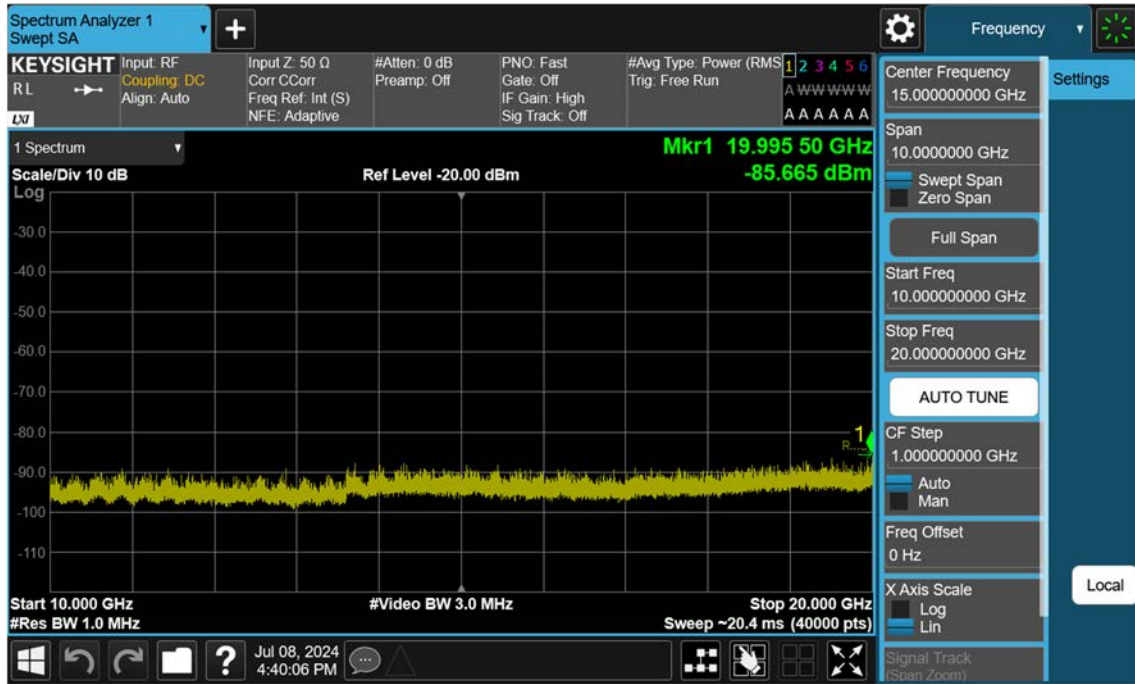 Spectrum Analyzer 1
Swept SA
+
Frequency
KEYSIGHT
RL
LXI
Input: RF
Coupling: DC
Align: Auto
Input Z: 50 Ω
Corr CCorr
Freq Ref: Int (S)
NFE: Adaptive
#Atten: 0 dB
Preamp: Off
PNO: Fast
Gate: Off
IF Gain: High
Sig Track: Off
#Avg Type: Power (RMS
Trig: Free Run
1 2 3 4 5 6
A W W W W W
A A A A A A
Center Frequency
15.000000000 GHz
Settings
1 Spectrum
Mkr1 19.995 50 GHz
Scale/Div 10 dB
Ref Level -20.00 dBm
-85.665 dBm
Log
-30.0
-40.0
-50.0
-60.0
-70.0
-80.0
-90.0
-100
-110
1
Start 10.000 GHz
#Video BW 3.0 MHz
Stop 20.000 GHz
#Res BW 1.0 MHz
Sweep ~20.4 ms (40000 pts)
Span
10.0000000 GHz
Swept Span
Zero Span
Full Span
Start Freq
10.000000000 GHz
Stop Freq
20.000000000 GHz
AUTO TUNE
CF Step
1.000000000 GHz
Auto
Man
Freq Offset
0 Hz
X Axis Scale
Log
Lin
Local
Signal Track
(Span Zoom)
?
Jul 08, 2024
4:40:06 PM